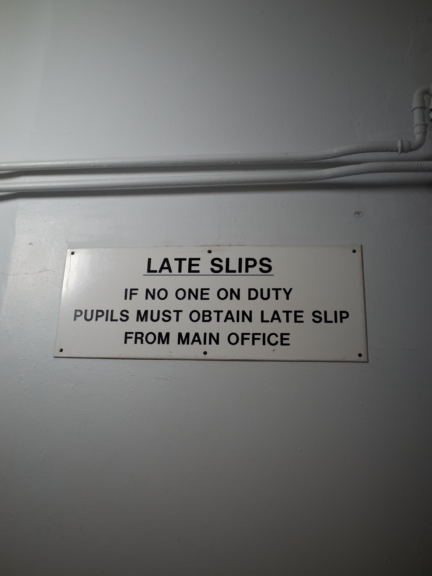 LATE SLIPS
IF NO ONE ON DUTY
PUPILS MUST OBTAIN LATE SLIP
FROM MAIN OFFICE